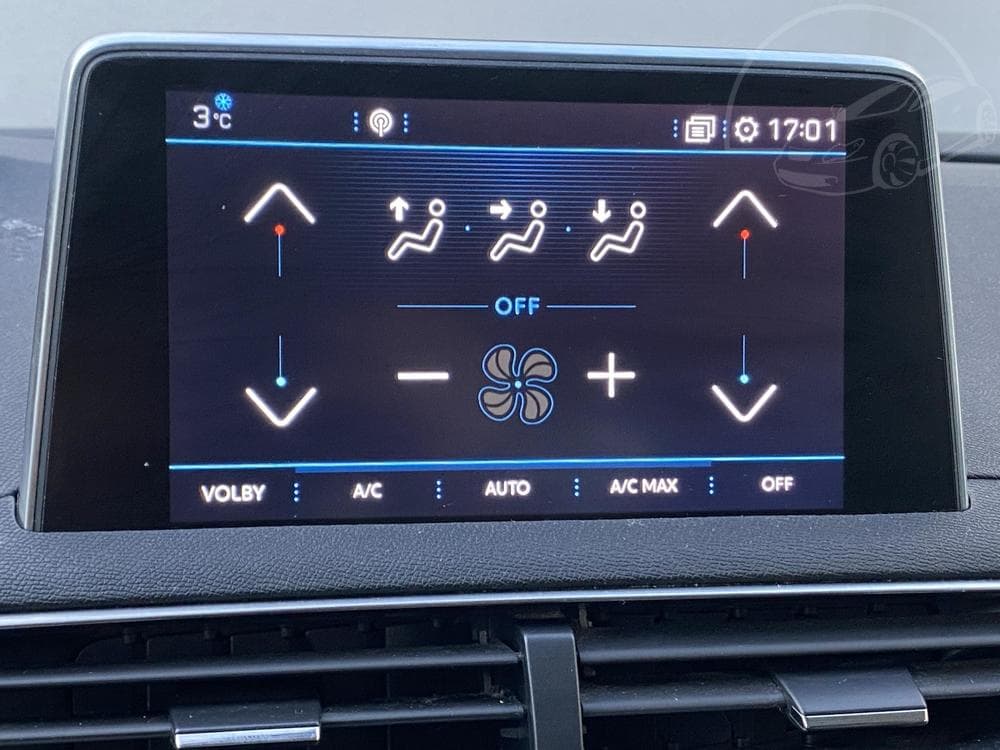 3°C 17:01
OFF
VOLBY A/C AUTO A/C MAX OFF